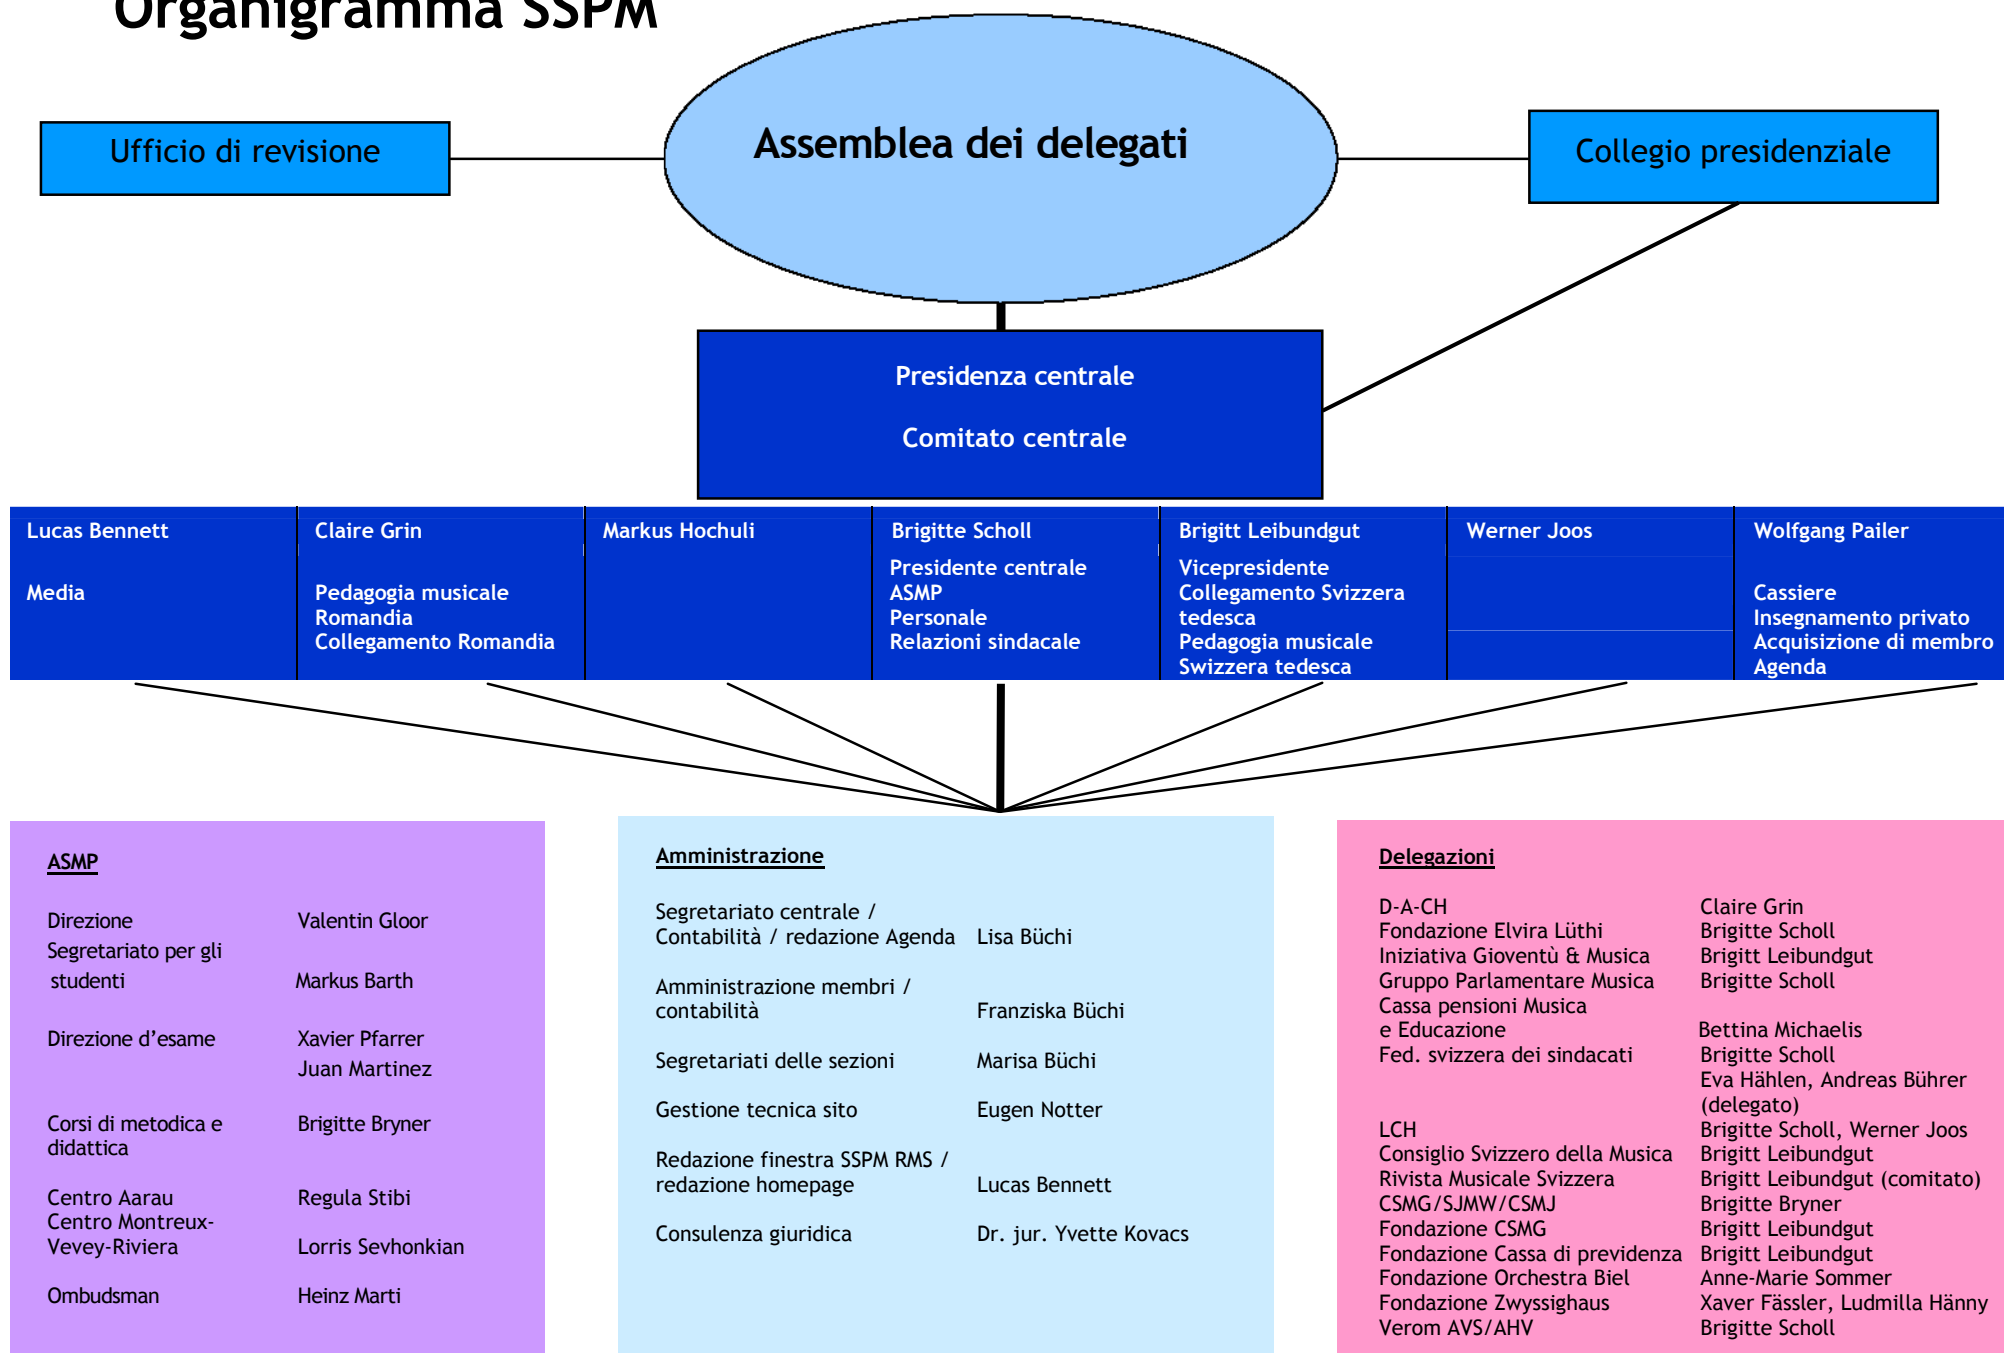 Organigramma SSPM
Ufficio di revisione
Assemblea dei delegati
Collegio presidenziale
Presidenza centrale
Comitato centrale
Lucas Bennett
Media
Claire Grin
Pedagogia musicale
Romandia
Collegamento Romandia
Markus Hochuli
Brigitte Scholl
Presidente centrale
ASMP
Personale
Relazioni sindacale
Brigitt Leibundgut
Vicepresidente
Collegamento Svizzera
tedesca
Pedagogia musicale
Swizzera tedesca
Werner Joos
Wolfgang Pailer
Cassiere
Insegnamento privato
Acquisizione di membro
Agenda
ASMP
Direzione Valentin Gloor
Segretariato per gli
studenti Markus Barth
Direzione d’esame Xavier Pfarrer
Juan Martinez
Corsi di metodica e Brigitte Bryner
didattica
Centro Aarau Regula Stibi
Centro Montreux-
Vevey-Riviera Lorris Sevhonkian
Ombudsman Heinz Marti
Amministrazione
Segretariato centrale /
Contabilità / redazione Agenda Lisa Büchi
Amministrazione membri /
contabilità Franziska Büchi
Segretariati delle sezioni Marisa Büchi
Gestione tecnica sito Eugen Notter
Redazione finestra SSPM RMS /
redazione homepage Lucas Bennett
Consulenza giuridica Dr. jur. Yvette Kovacs
Delegazioni
D-A-CH Claire Grin
Fondazione Elvira Lüthi Brigitte Scholl
Iniziativa Gioventù & Musica Brigitt Leibundgut
Gruppo Parlamentare Musica Brigitte Scholl
Cassa pensioni Musica
e Educazione Bettina Michaelis
Fed. svizzera dei sindacati Brigitte Scholl
Eva Hählen, Andreas Bührer
(delegato)
LCH Brigitte Scholl, Werner Joos
Consiglio Svizzero della Musica Brigitt Leibundgut
Rivista Musicale Svizzera Brigitt Leibundgut (comitato)
CSMG/SJMW/CSMJ Brigitte Bryner
Fondazione CSMG Brigitt Leibundgut
Fondazione Cassa di previdenza Brigitt Leibundgut
Fondazione Orchestra Biel Anne-Marie Sommer
Fondazione Zwyssighaus Xaver Fässler, Ludmilla Hänny
Verom AVS/AHV Brigitte Scholl